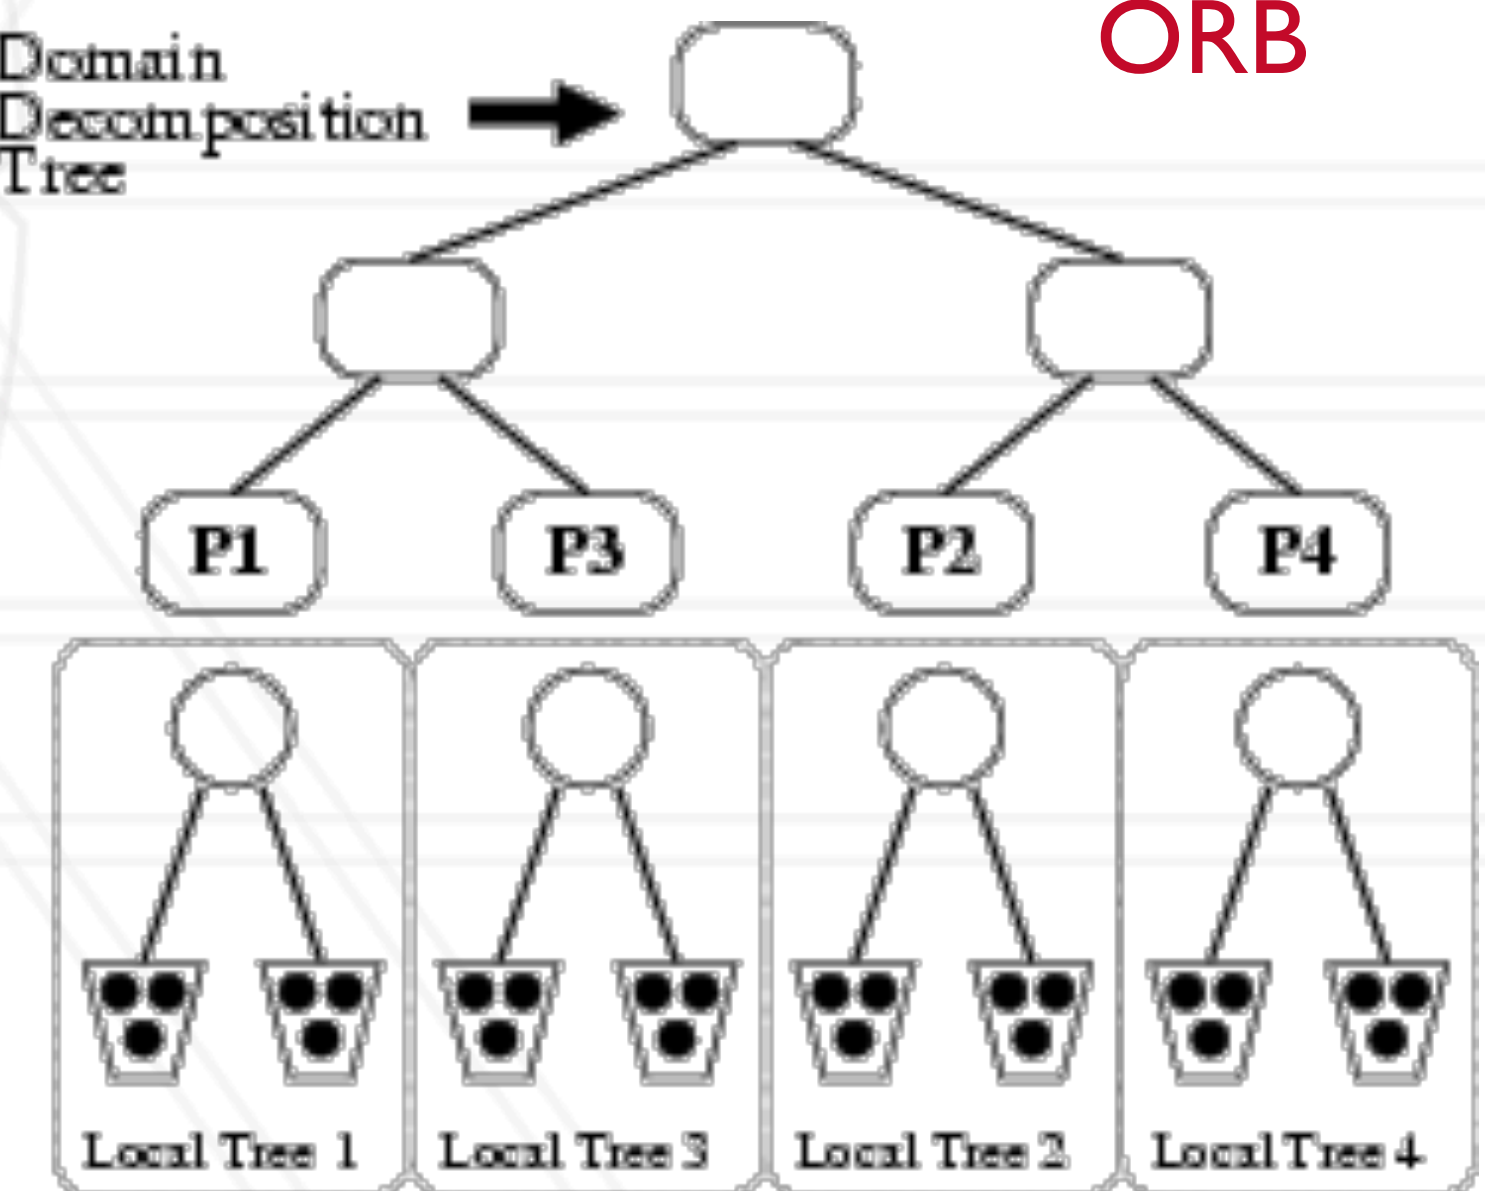 ORB
Domain
Decomposition
Tree
P1
P3
P2
P4
Local Tree 1
Local Tree 3
Local Tree 2
Local Tree 4